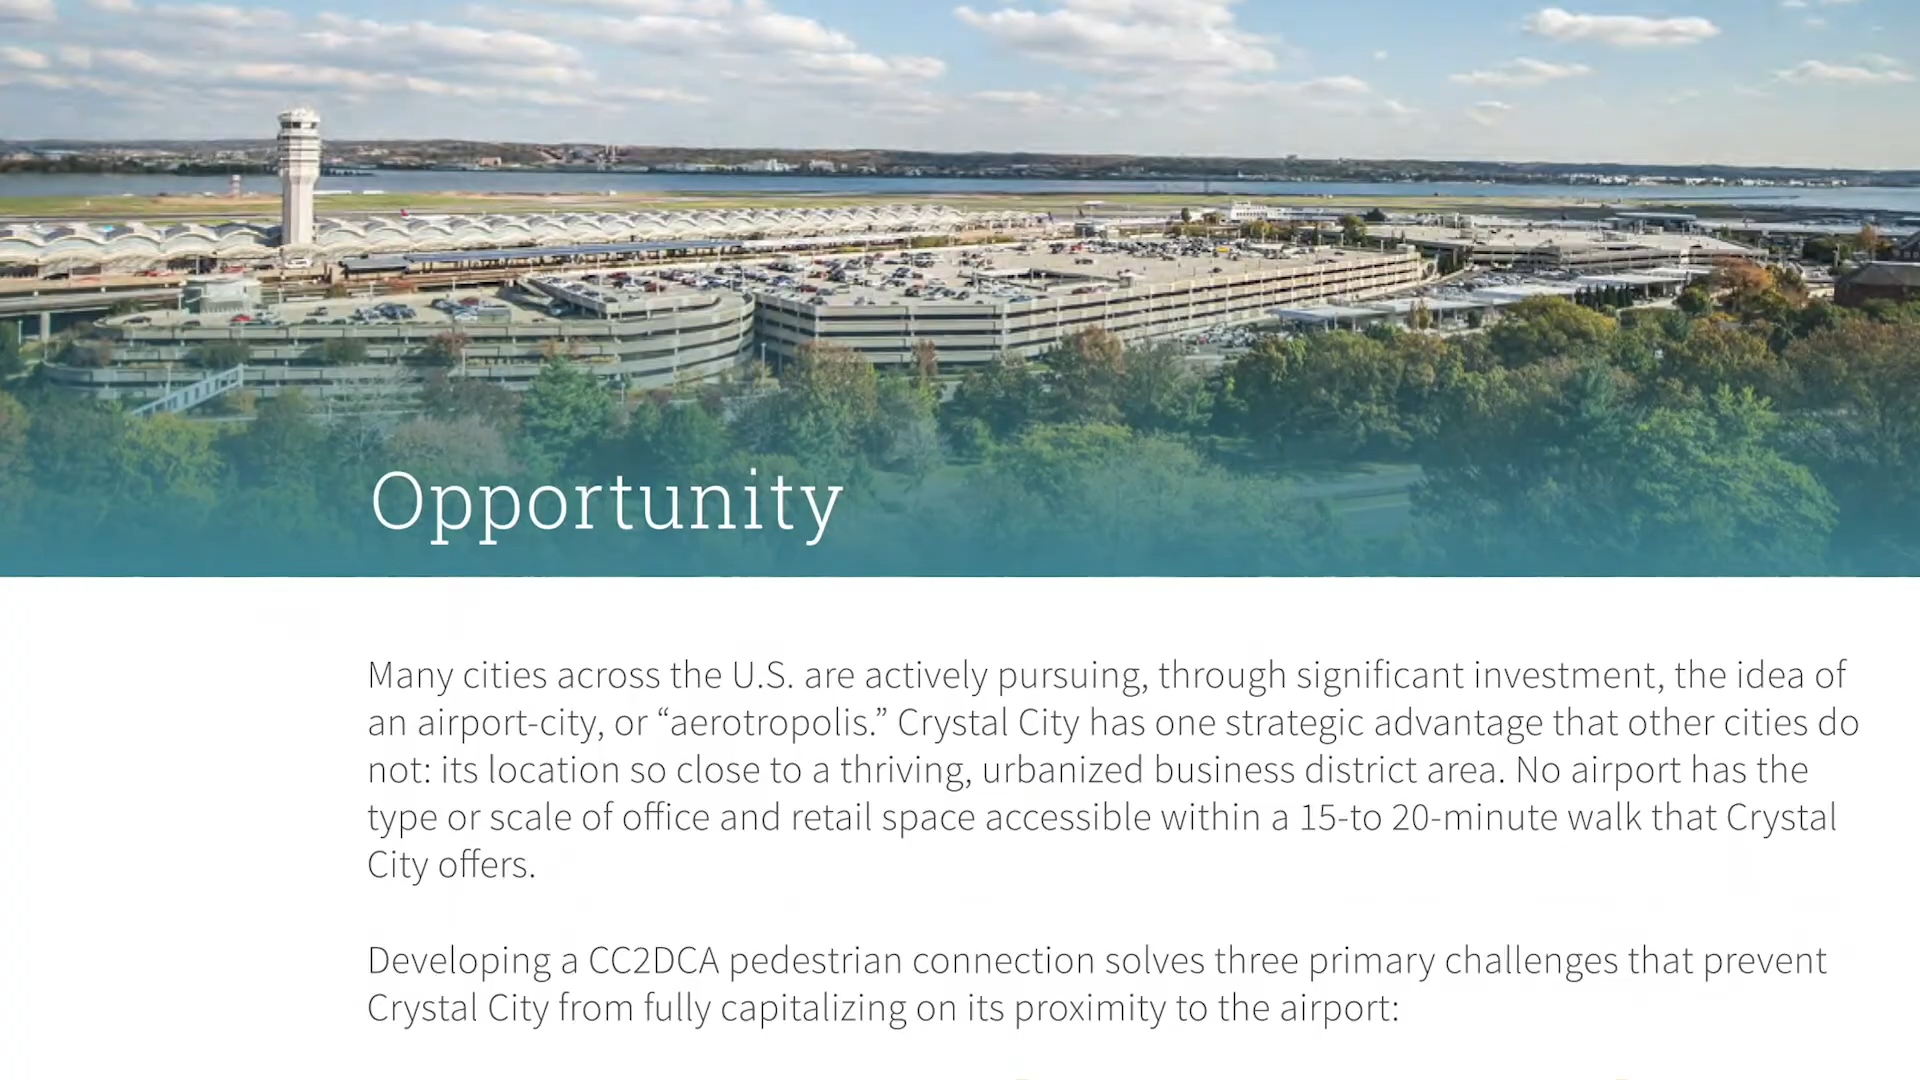 Opportunity
Many cities across the U.S. are actively pursuing, through significant investment, the idea of
an airport-city, or “aerotropolis.” Crystal City has one strategic advantage that other cities do
not: its location so close to a thriving, urbanized business district area. No airport has the
type or scale of office and retail space accessible within a 15-to 20-minute walk that Crystal
City offers.
Developing a CC2DCA pedestrian connection solves three primary challenges that prevent
Crystal City from fully capitalizing on its proximity to the airport: